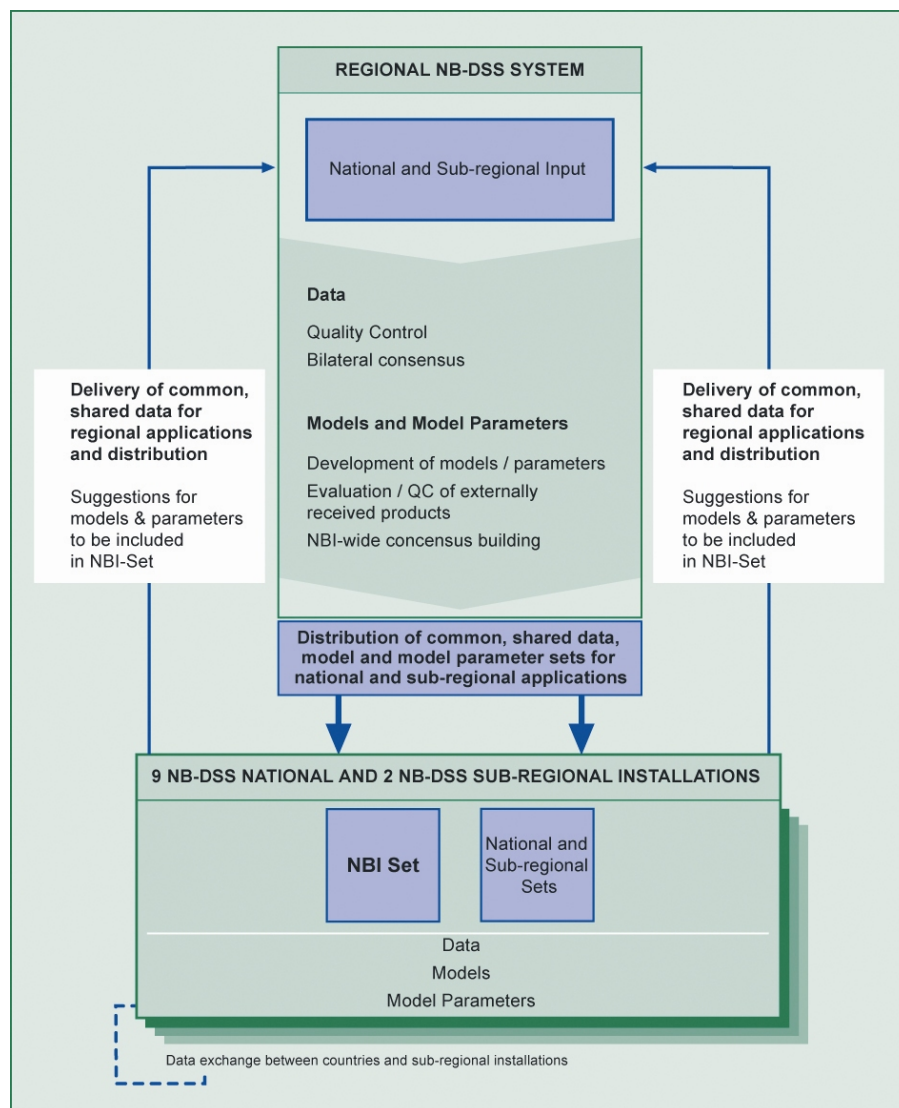 REGIONAL NB-DSS SYSTEM
National and Sub-regional Input
Data
Quality Control
Bilateral consensus
Models and Model Parameters
Development of models / parameters
Evaluation / QC of externally
received products
NBI-wide concensus building
Delivery of common,
shared data for
regional applications
and distribution
Suggestions for
models & parameters
to be included
in NBI-Set
Delivery of common,
shared data for
regional applications
and distribution
Suggestions for
models & parameters
to be included
in NBI-Set
Distribution of common, shared data,
model and model parameter sets for
national and sub-regional applications
9 NB-DSS NATIONAL AND 2 NB-DSS SUB-REGIONAL INSTALLATIONS
NBI Set
National and
Sub-regional
Sets
Data
Models
Model Parameters
Data exchange between countries and sub-regional installations